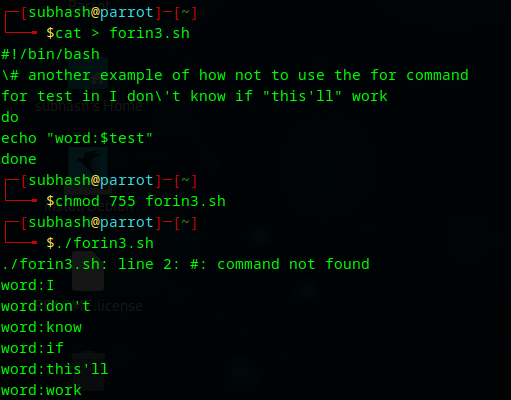 ┌─[subhash@parrot]─[~]
└──╼ $cat > forin3.sh
#!/bin/bash
\# another example of how not to use the for command
for test in I don\'t know if "this'll" work
do
echo "word:$test"
done
┌─[subhash@parrot]─[~]
└──╼ $chmod 755 forin3.sh
┌─[subhash@parrot]─[~]
└──╼ $./forin3.sh
./forin3.sh: line 2: #: command not found
word:I
word:don't
word:know
word:if
word:this'll
word:work
subhash's Home
license